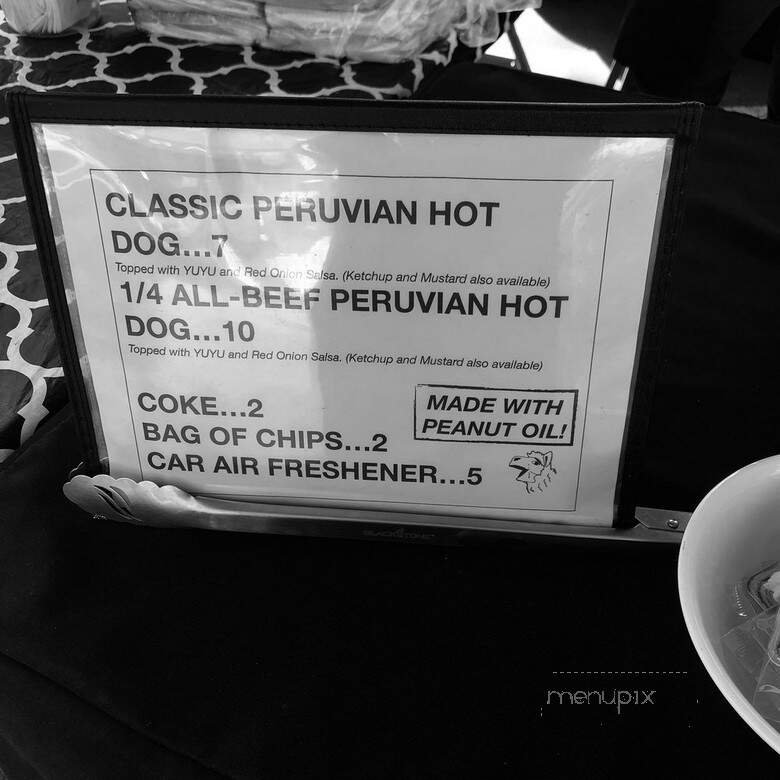 CLASSIC PERUVIAN HOT
DOG...7
Topped with YUYU and Red Onion Salsa. (Ketchup and Mustard also available)
1/4 ALL-BEEF PERUVIAN HOT
DOG...10
Topped with YUYU and Red Onion Salsa. (Ketchup and Mustard also available)
COKE...2
BAG OF CHIPS...2
CAR AIR FRESHENER...5
MADE WITH
PEANUT OIL!
BLACKSTONE
menupix